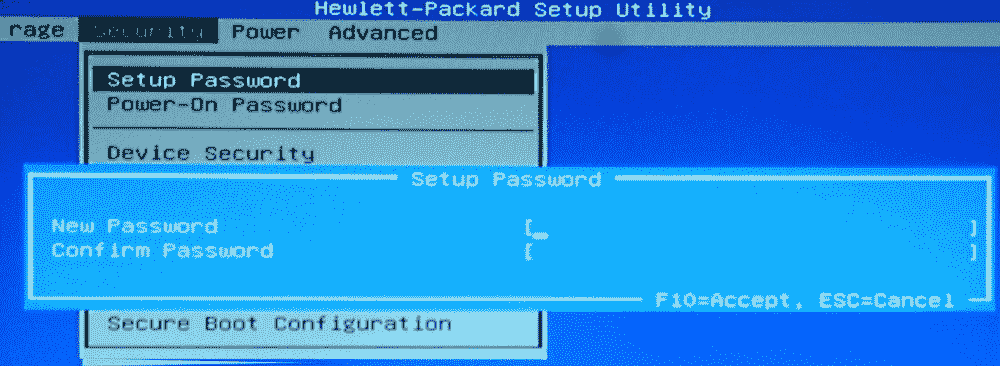 Hewlett-Packard Setup Utility
rage Security Power Advanced
Setup Password
Power-On Password
Device Security
Setup Password
New Password [_ ]
Confirm Password [ ]
F10=Accept, ESC=Cancel
Secure Boot Configuration